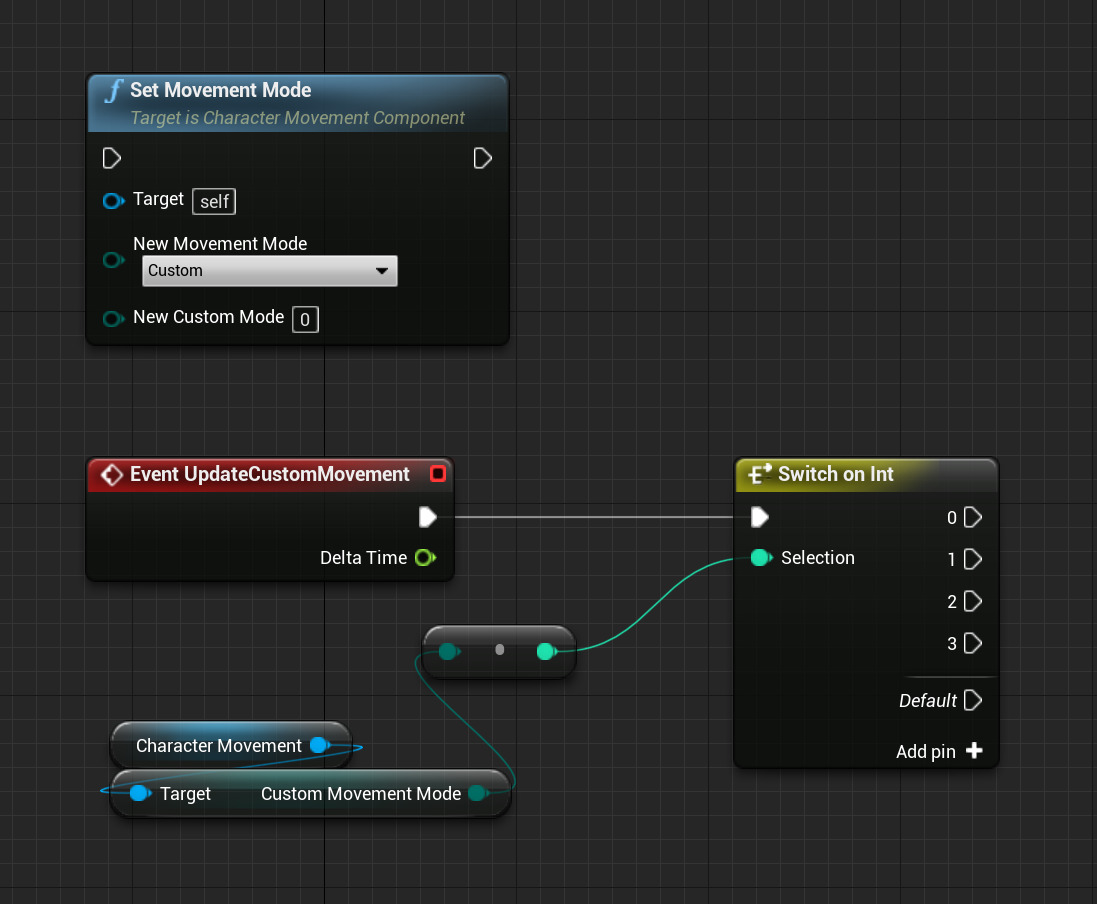 Set Movement Mode
Target is Character Movement Component
Target self
New Movement Mode
Custom
New Custom Mode 0
Event UpdateCustomMovement
Delta Time
Switch on Int
0
Selection 1
2
3
Default
Add pin
Character Movement
Target Custom Movement Mode